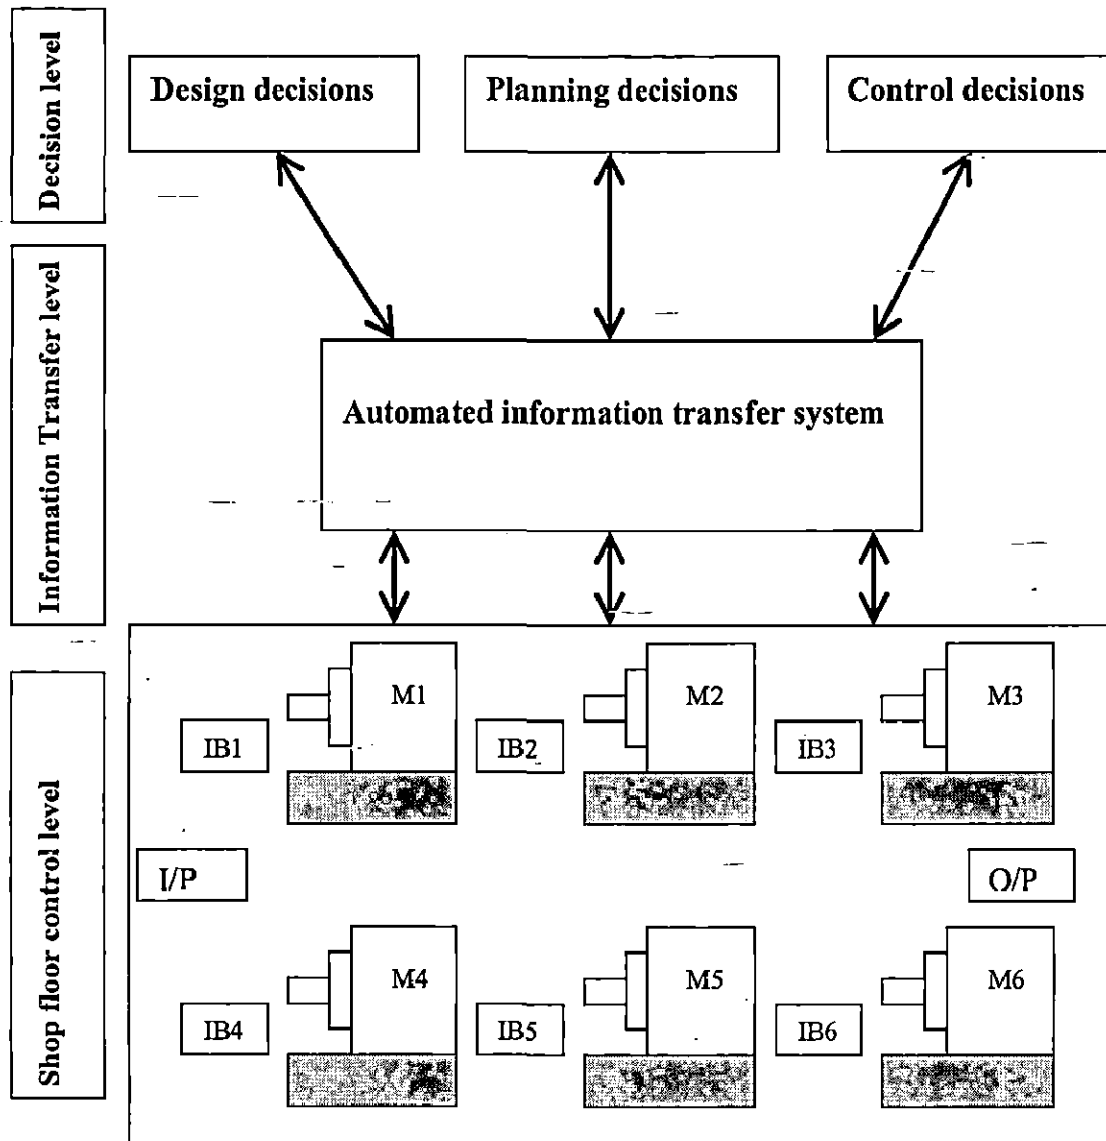 Decision level
Design decisions
Planning decisions
Control decisions
Information Transfer level
Automated information transfer system
Shop floor control level
M1
M2
M3
IB1
IB2
IB3
I/P
O/P
M4
M5
M6
IB4
IB5
IB6